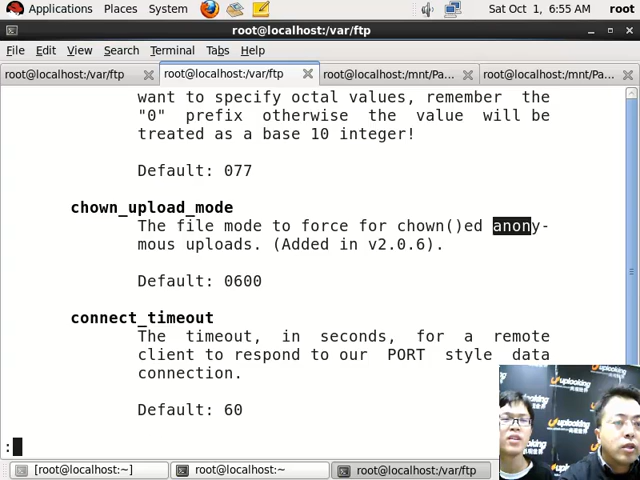 Applications Places System Sat Oct 1, 6:55 AM root
root@localhost:/var/ftp
File Edit View Search Terminal Tabs Help
root@localhost:/var/ftp root@localhost:/var/ftp root@localhost:/mnt/Pa... root@localhost:/mnt/Pa...
want to specify octal values, remember the
"0" prefix otherwise the value will be
treated as a base 10 integer!
Default: 077
chown_upload_mode
The file mode to force for chown()ed anony-
mous uploads. (Added in v2.0.6).
Default: 0600
connect_timeout
The timeout, in seconds, for a remote
client to respond to our PORT style data
connection.
Default: 60
:
uplooking
uplooking
[root@localhost:~] root@localhost:~ root@localhost:/var/ftp